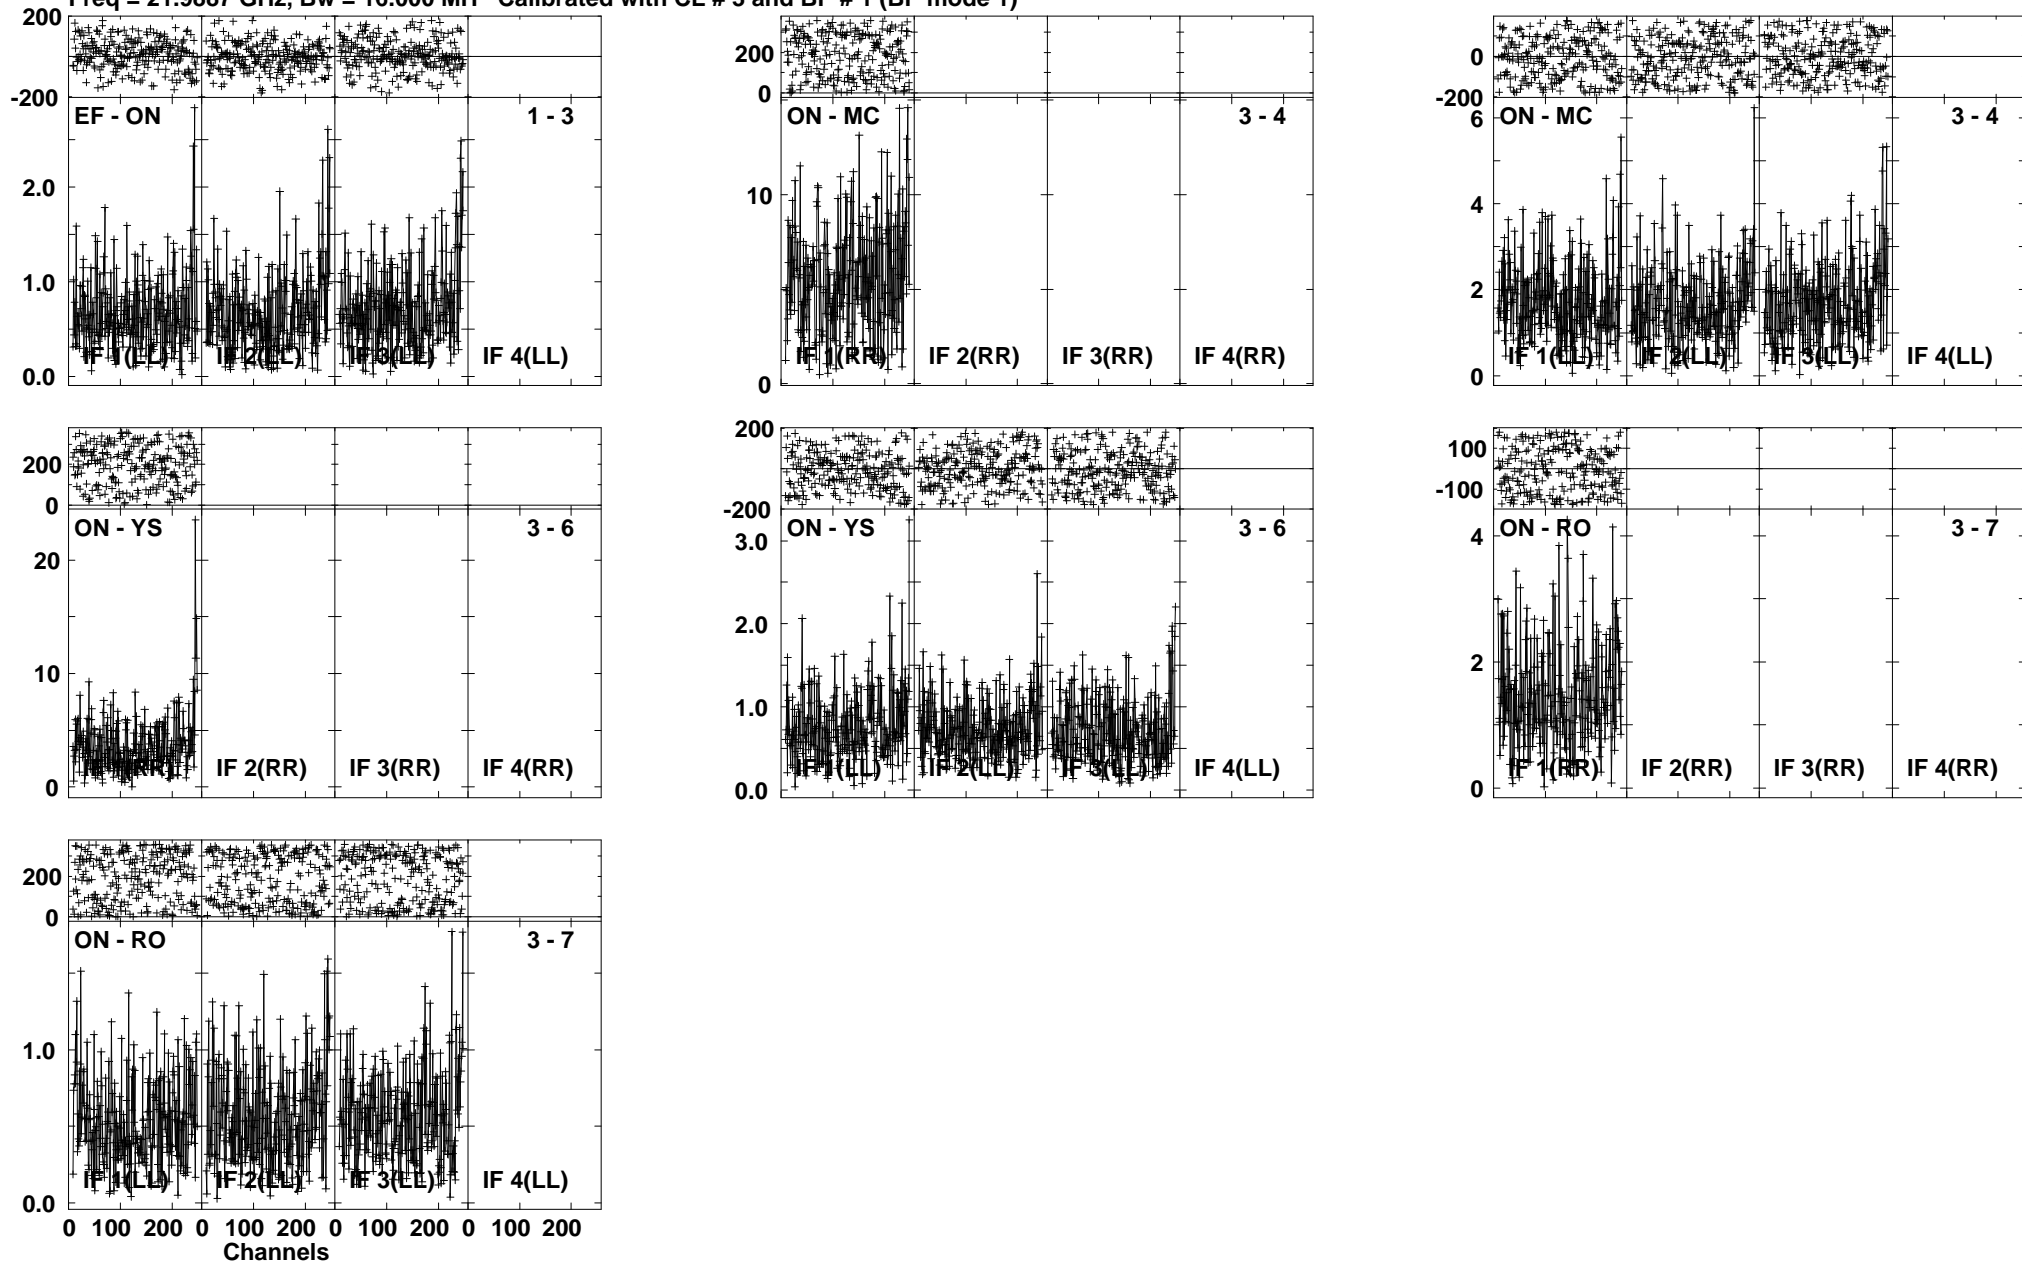 Freq = 21.9887 GHz, Bw = 16.000 MH Calibrated with CL # 3 and BP # 1 (BP mode 1)
200
-200
EF - ON 1 - 3
2.0
1.0
0.0
IF 1(LL) IF 2(LL) IF 3(LL) IF 4(LL)
200
0
ON - MC 3 - 4
10
0
IF 1(RR) IF 2(RR) IF 3(RR) IF 4(RR)
0
-200
ON - MC 3 - 4
6
4
2
0
IF 1(LL) IF 2(LL) IF 3(LL) IF 4(LL)
200
0
ON - YS 3 - 6
20
10
0
IF 2(RR) IF 3(RR) IF 4(RR)
200
-200
ON - YS 3 - 6
3.0
2.0
1.0
0.0
IF 1(LL) IF 2(LL) IF 3(LL) IF 4(LL)
100
-100
ON - RO 3 - 7
4
2
0
IF 1(RR) IF 2(RR) IF 3(RR) IF 4(RR)
200
0
ON - RO 3 - 7
1.0
0.0
IF 1(LL) IF 2(LL) IF 3(LL) IF 4(LL)
0 100 200 0 100 200 0 100 200 0 100 200
Channels